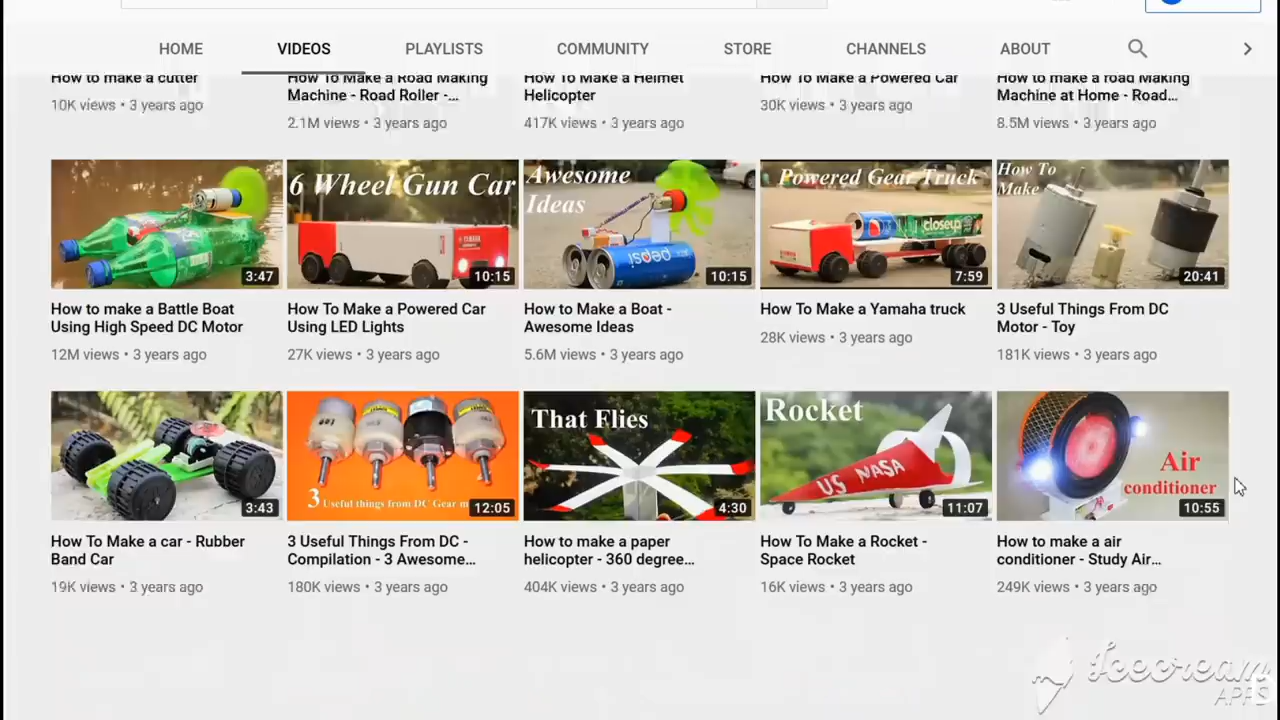 HOME VIDEOS PLAYLISTS COMMUNITY STORE CHANNELS ABOUT
How to make a cutter
10K views • 3 years ago
How To Make a Road Making
Machine - Road Roller -...
2.1M views • 3 years ago
How To Make a Helmet
Helicopter
417K views • 3 years ago
How To Make a Powered Car
30K views • 3 years ago
How to make a road Making
Machine at Home - Road...
8.5M views • 3 years ago
3:47
How to make a Battle Boat
Using High Speed DC Motor
12M views • 3 years ago
6 Wheel Gun Car
10:15
How To Make a Powered Car
Using LED Lights
27K views • 3 years ago
Awesome
Ideas
pepsi
10:15
How to Make a Boat -
Awesome Ideas
5.6M views • 3 years ago
Powered Gear Truck
closeup
7:59
How To Make a Yamaha truck
28K views • 3 years ago
How To
Make
20:41
3 Useful Things From DC
Motor - Toy
181K views • 3 years ago
3:43
How To Make a car - Rubber
Band Car
19K views • 3 years ago
3 Useful things from DC Gear m
12:05
3 Useful Things From DC -
Compilation - 3 Awesome...
180K views • 3 years ago
That Flies
4:30
How to make a paper
helicopter - 360 degree...
404K views • 3 years ago
Rocket
US NASA
11:07
How To Make a Rocket -
Space Rocket
16K views • 3 years ago
Air
conditioner
10:55
How to make a air
conditioner - Study Air...
249K views • 3 years ago
Icecream
APPS